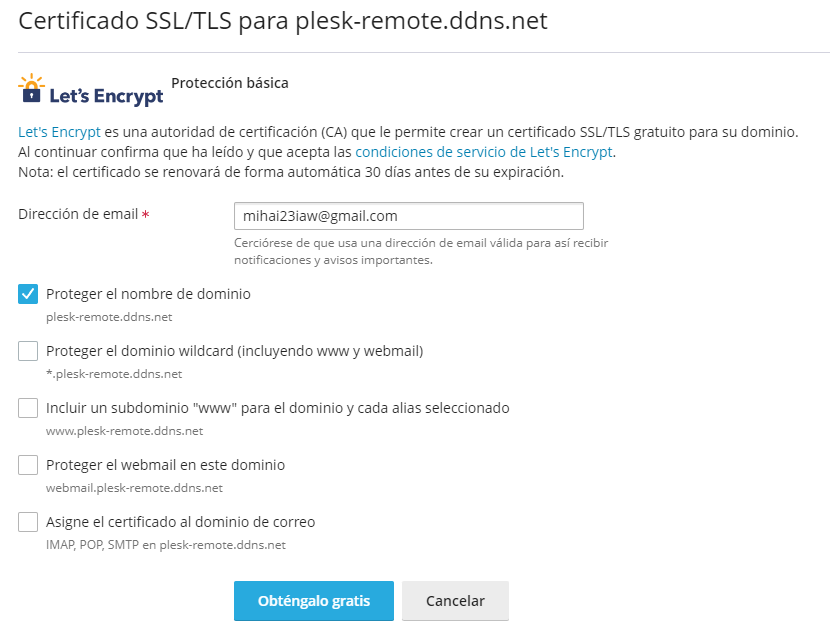 Certificado SSL/TLS para plesk-remote.ddns.net
Let's Encrypt
Protección básica
Let's Encrypt es una autoridad de certificación (CA) que le permite crear un certificado SSL/TLS gratuito para su dominio.
Al continuar confirma que ha leído y que acepta las condiciones de servicio de Let's Encrypt.
Nota: el certificado se renovará de forma automática 30 días antes de su expiración.
Dirección de email *
mihai23iaw@gmail.com
Cerciórese de que usa una dirección de email válida para así recibir
notificaciones y avisos importantes.
Proteger el nombre de dominio
plesk-remote.ddns.net
Proteger el dominio wildcard (incluyendo www y webmail)
*.plesk-remote.ddns.net
Incluir un subdominio "www" para el dominio y cada alias seleccionado
www.plesk-remote.ddns.net
Proteger el webmail en este dominio
webmail.plesk-remote.ddns.net
Asigne el certificado al dominio de correo
IMAP, POP, SMTP en plesk-remote.ddns.net
Obténgalo gratis
Cancelar